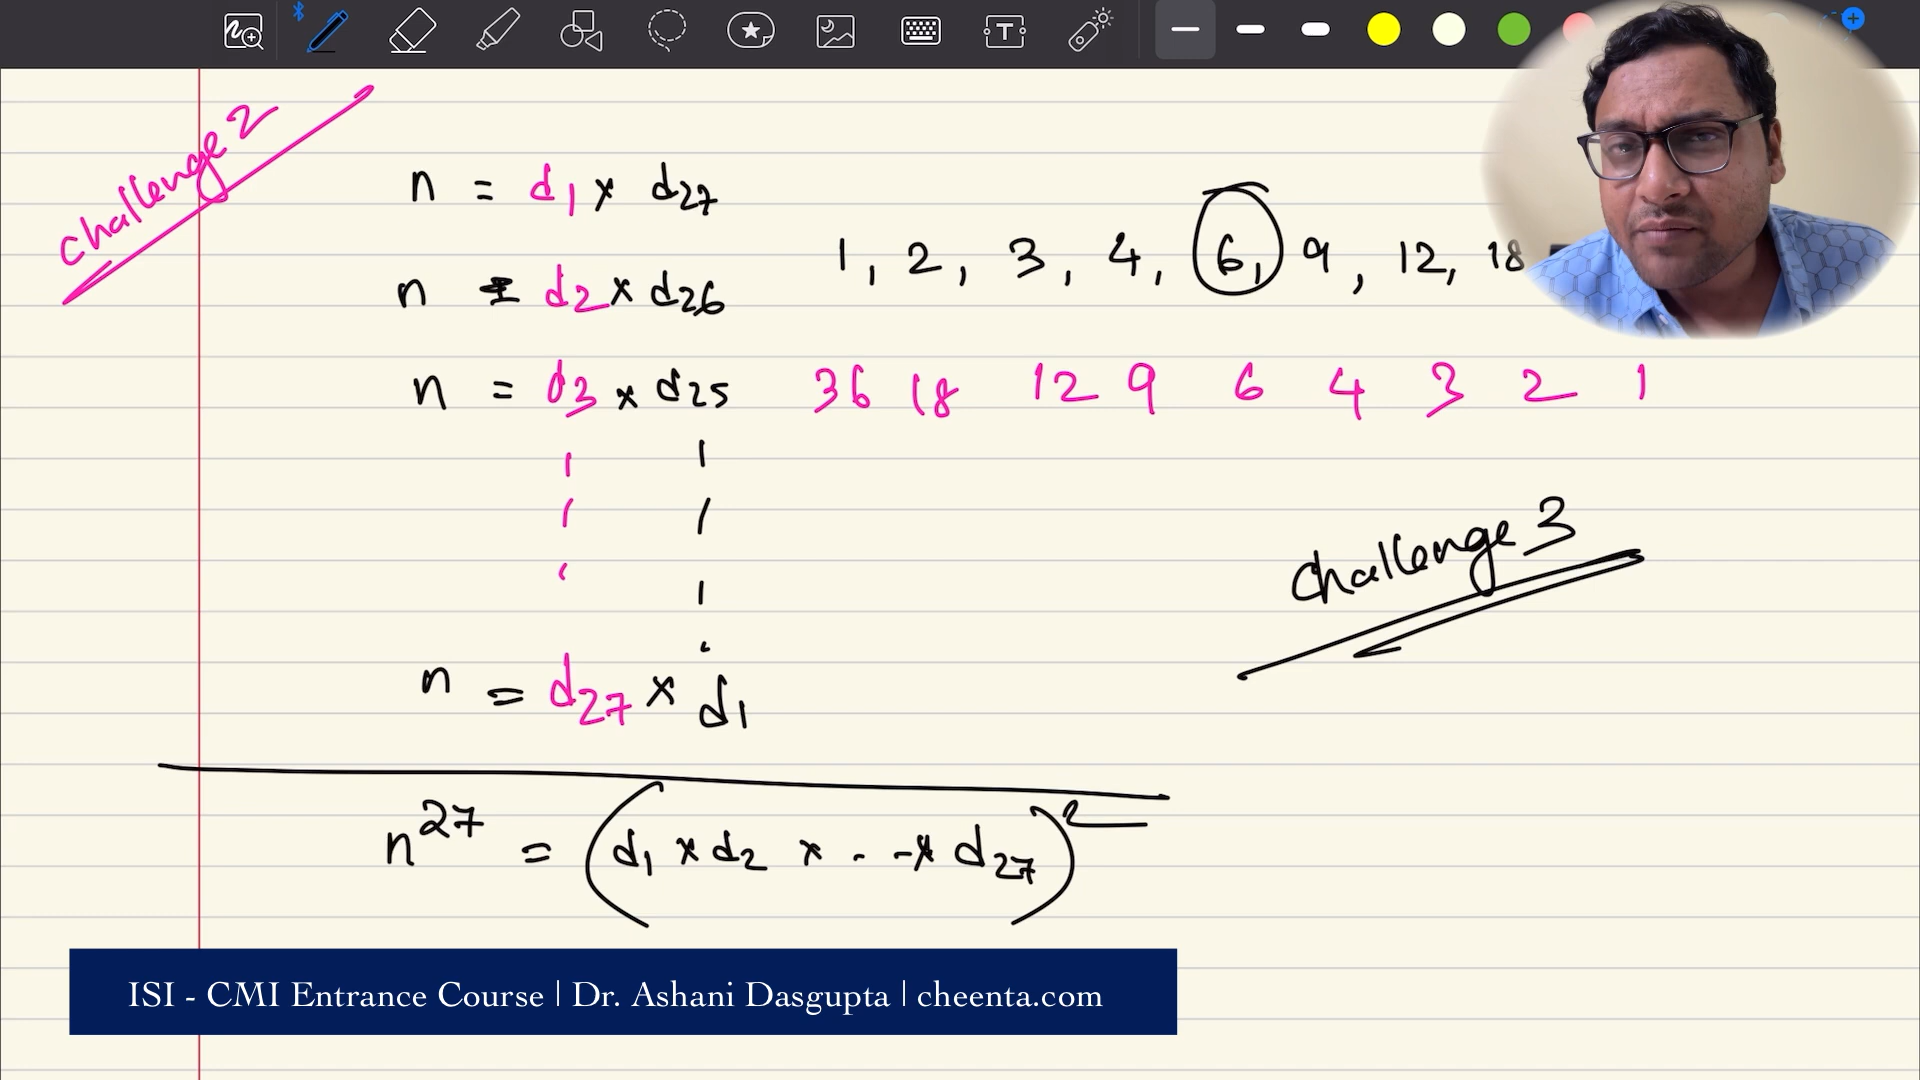 challenge 2
n = d1 x d27
1, 2, 3, 4, 6, 9, 12, 18
n = d2 x d26
n = d3 x d25
36 18 12 9 6 4 3 2 1
challenge 3
n = d27 x d1
n^27 = (d1 x d2 x . - x d27)^2
ISI - CMI Entrance Course | Dr. Ashani Dasgupta | cheenta.com